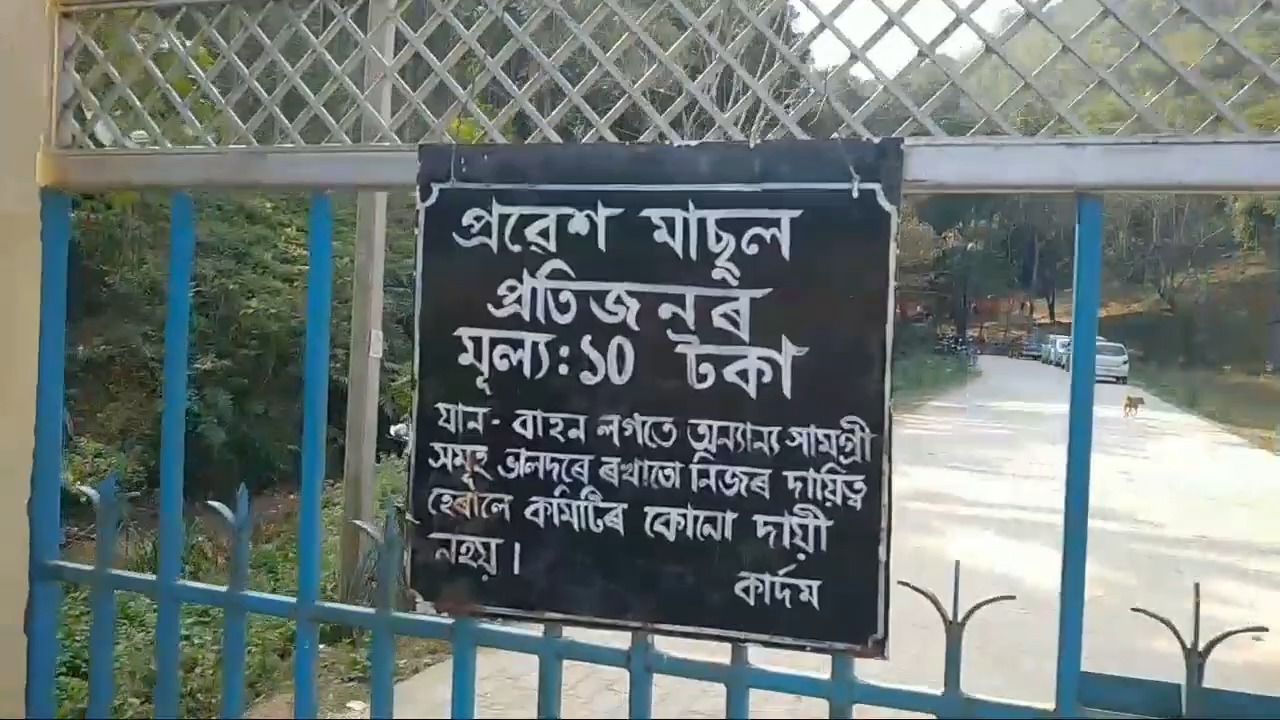 প্ৰৱেশ মাছুল
প্ৰতিজনৰ
মূল্য:১০ টকা
যান - বাহন লগতে অন্যান্য সামগ্ৰী
সমূহ ভালদৰে ৰখাতো নিজৰ দায়িত্ব
হেৰালে কমিটিৰ কোনো দায়ী
নহয়।
কাৰ্দম